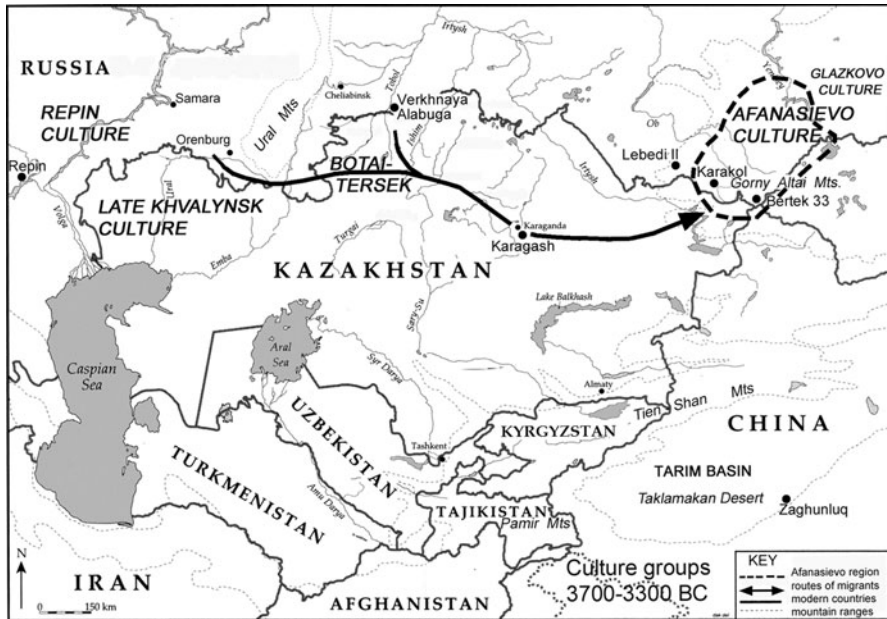 RUSSIA
REPIN
CULTURE
Samara
Orenburg
Ural Mts
Cheliabinsk
Tobol
Irtysh
Ishim
Verkhnaya
Alabuga
Yenisey
GLAZKOVO
CULTURE
AFANASIEVO
CULTURE
Ob
Lebedi II
Karakol
Gorny Altai Mts.
Bertek 33
Irtysh
Repin
Volga
Ural
LATE KHVALYNSK
CULTURE
BOTAI-
TERSEK
Emba
Turgai
Karaganda
Karagash
KAZAKHSTAN
Sary-Su
Lake Balkhash
Caspian
Sea
Aral
Sea
Syr Darya
Almaty
Tien Shan Mts
CHINA
UZBEKISTAN
Tashkent
KYRGYZSTAN
TURKMENISTAN
Amu Darya
TAJIKISTAN
Pamir Mts
TARIM BASIN
Taklamakan Desert
Zaghunluq
N
IRAN
0 150 km
AFGHANISTAN
Culture groups
3700-3300 BC
KEY
Afanasievo region
routes of migrants
modern countries
mountain ranges